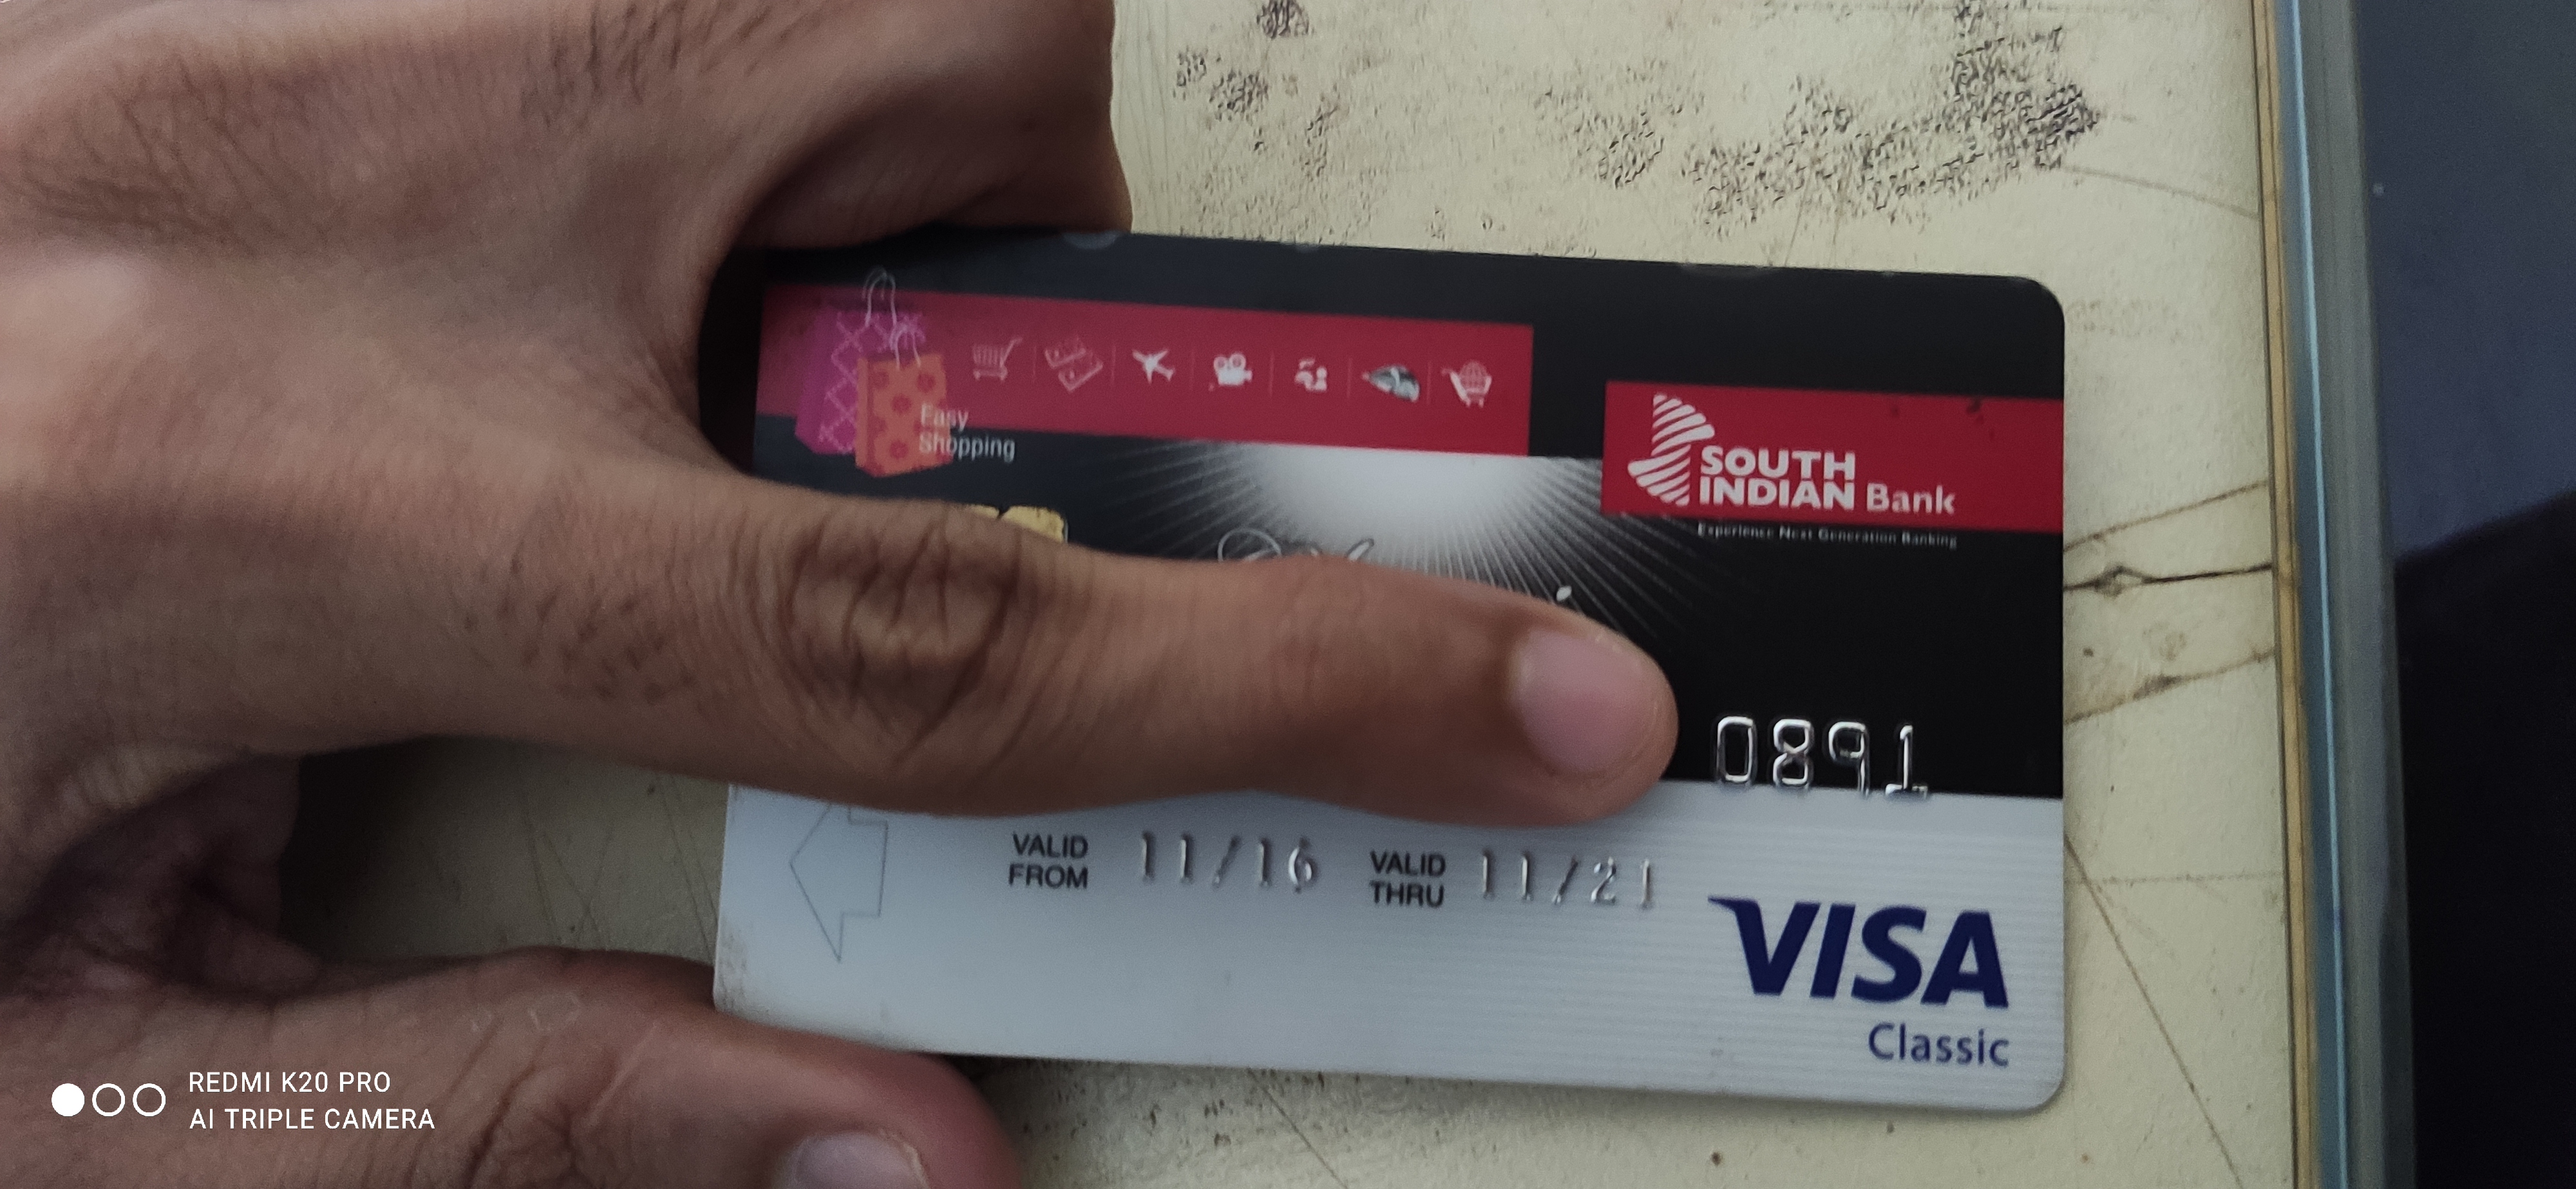 Easy
Shopping
SOUTH
INDIAN Bank
Experience Next Generation Banking
0891
VALID
FROM 11/16
VALID
THRU 11/21
VISA
Classic
REDMI K20 PRO
AI TRIPLE CAMERA